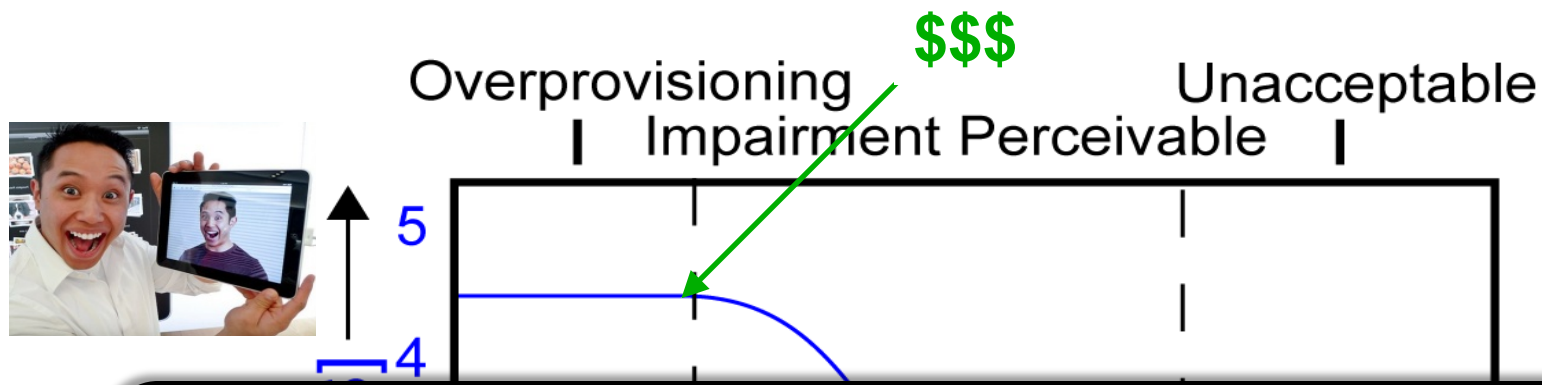 $$$
Overprovisioning
Unacceptable
Impairment Perceivable
5
4